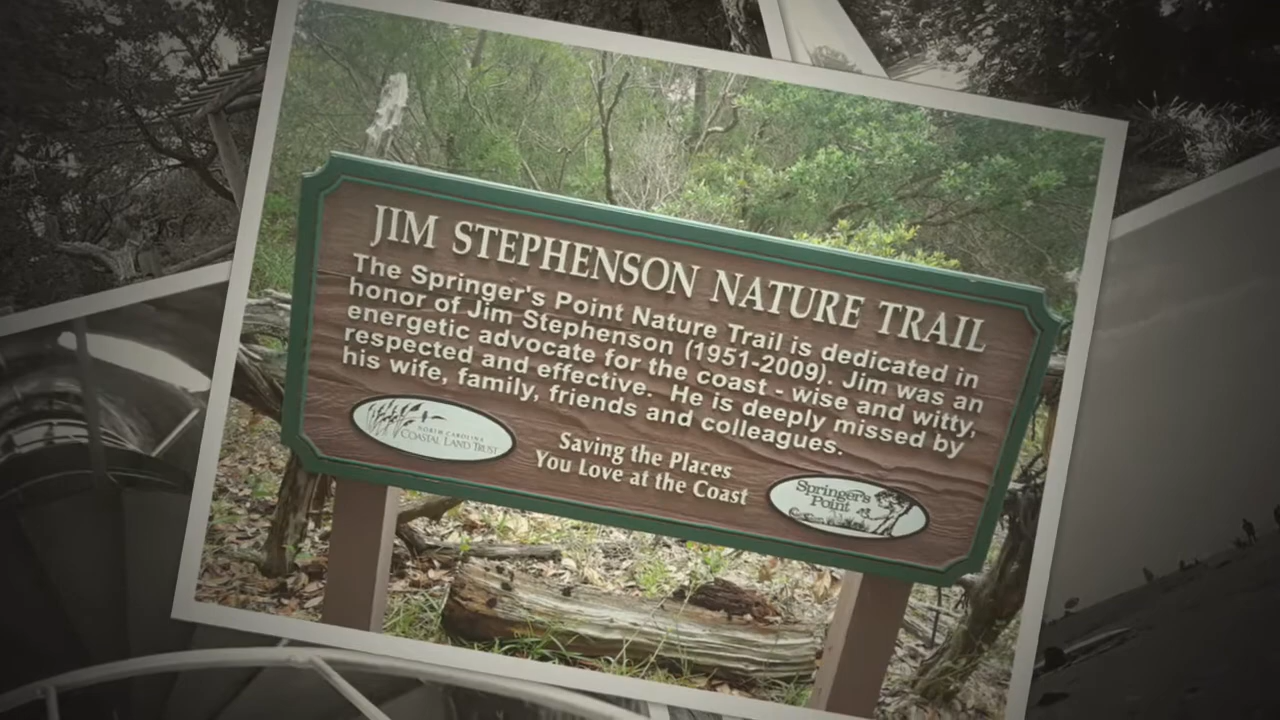 JIM STEPHENSON NATURE TRAIL
The Springer's Point Nature Trail is dedicated in
honor of Jim Stephenson (1951-2009). Jim was an
energetic advocate for the coast - wise and witty,
respected and effective. He is deeply missed by
his wife, family, friends and colleagues.
NORTH CAROLINA
COASTAL LAND TRUST
Saving the Places
You Love at the Coast
Springer's
Point